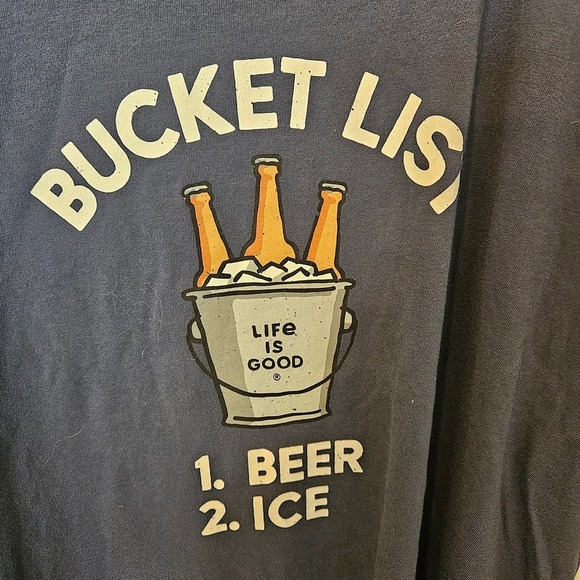 BUCKET LIS
LIFe
IS
GOOD
®
1. BEER
2. ICE